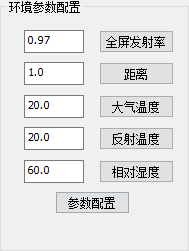 环境参数配置
0.97 全屏发射率
1.0 距离
20.0 大气温度
20.0 反射温度
60.0 相对湿度
参数配置